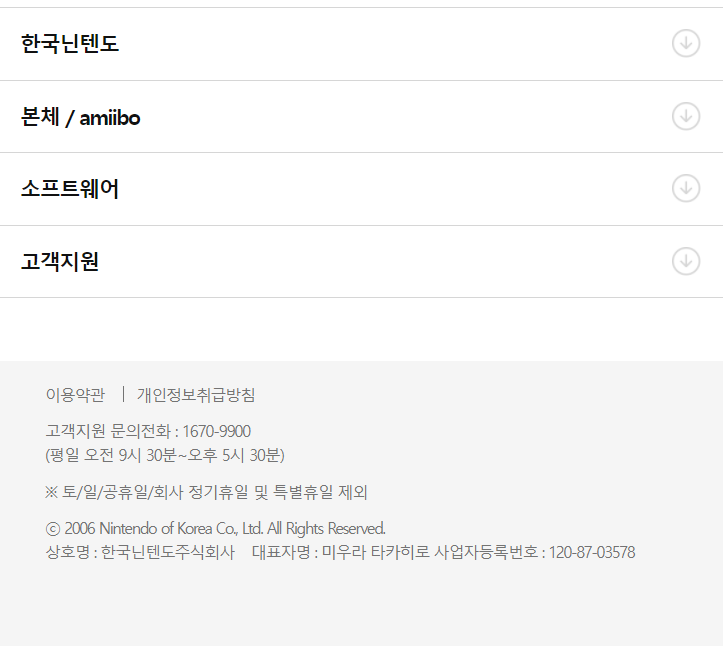 한국닌텐도
본체 / amiibo
소프트웨어
고객지원
이용약관 | 개인정보취급방침
고객지원 문의전화 : 1670-9900
(평일 오전 9시 30분~오후 5시 30분)
※ 토/일/공휴일/회사 정기휴일 및 특별휴일 제외
ⓒ 2006 Nintendo of Korea Co., Ltd. All Rights Reserved.
상호명 : 한국닌텐도주식회사 대표자명 : 미우라 타카히로 사업자등록번호 : 120-87-03578